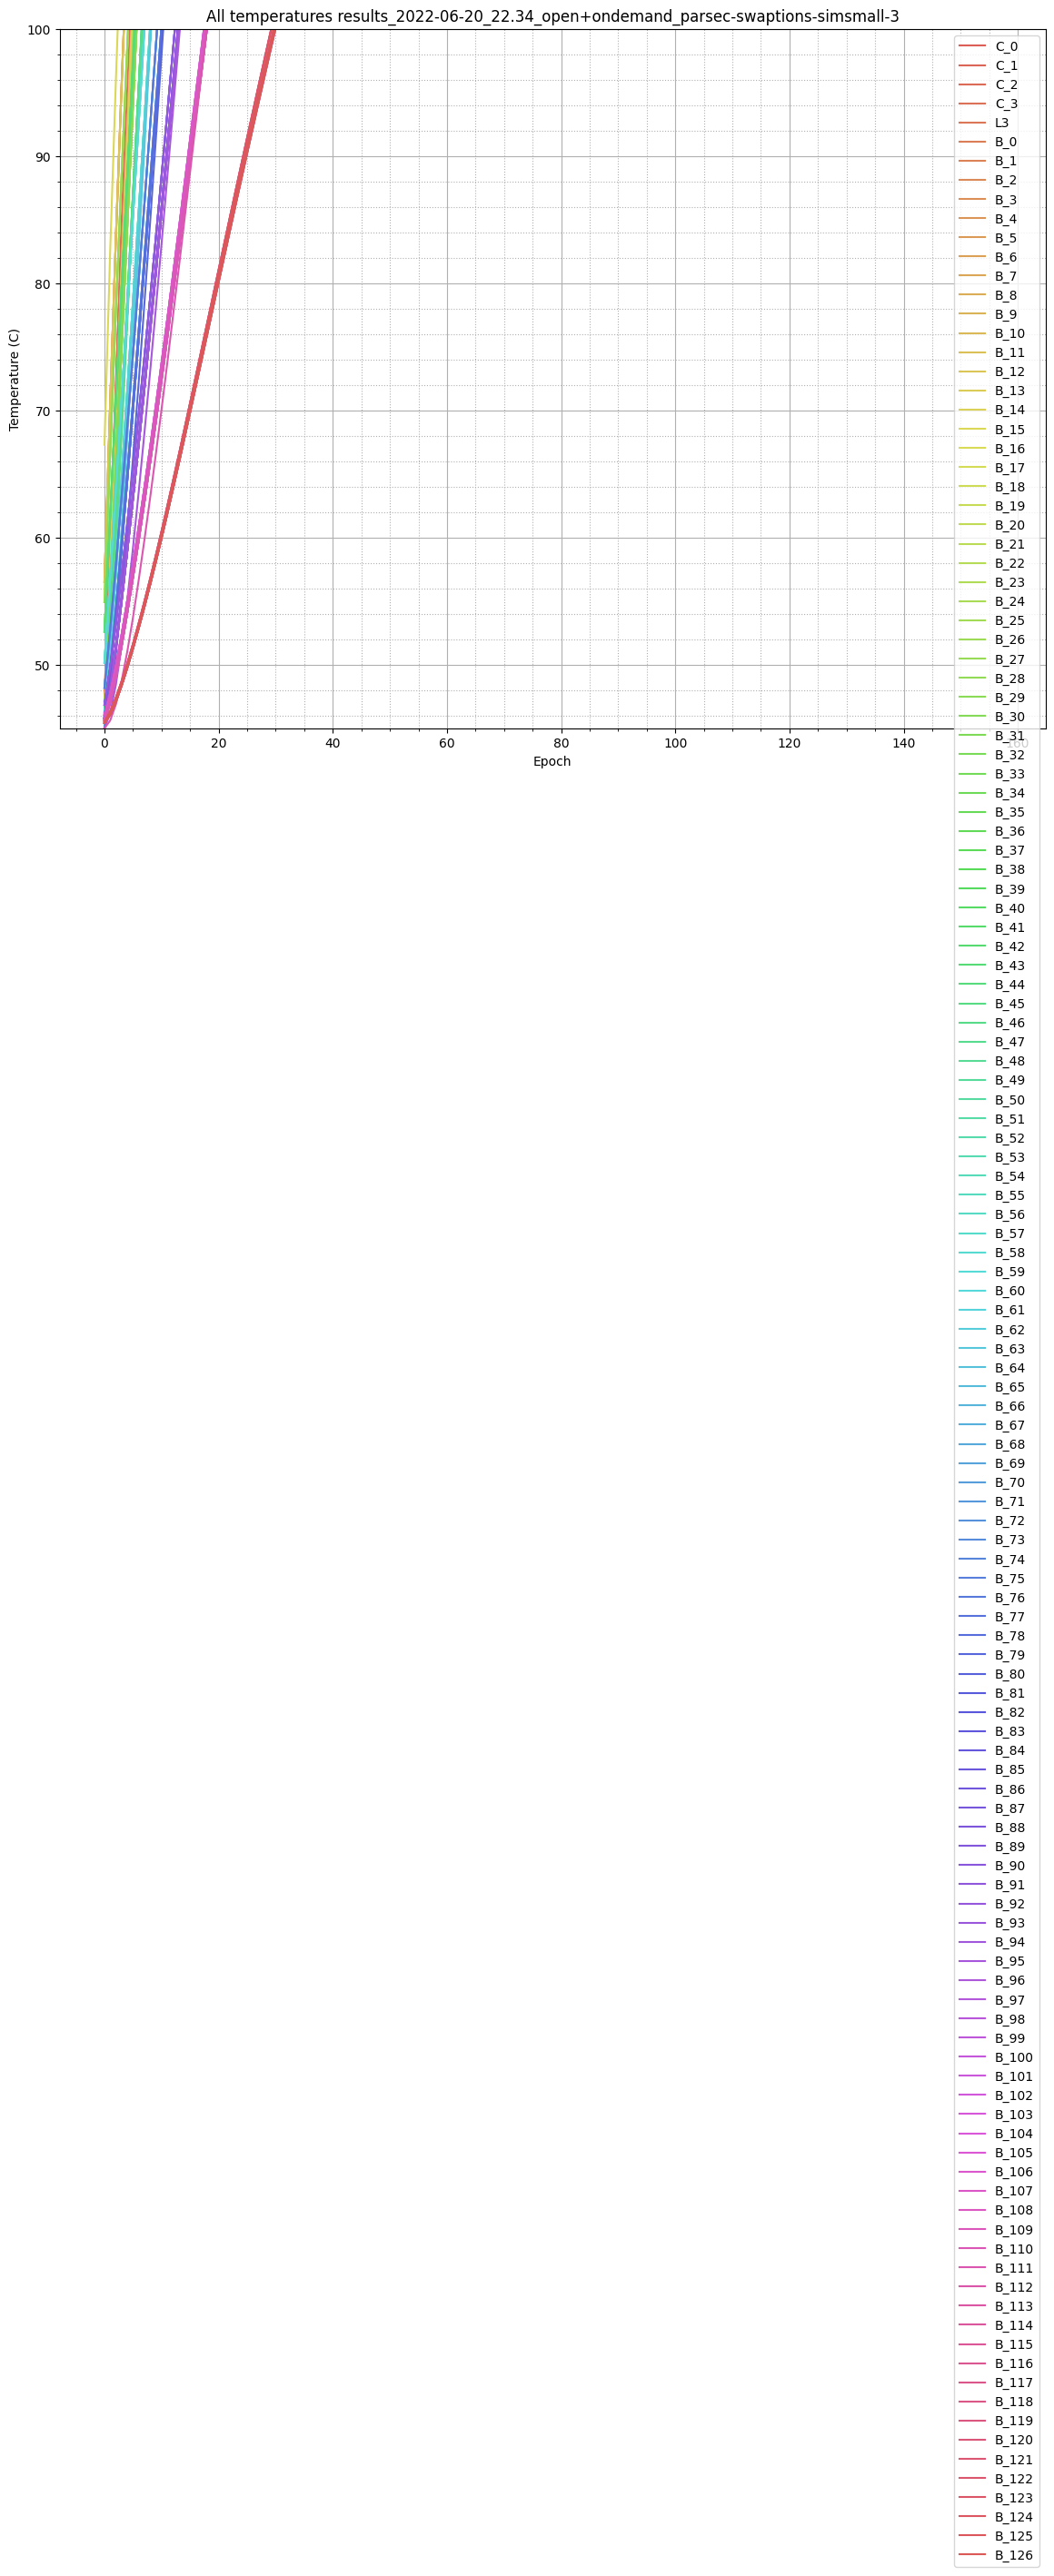 All temperatures results_2022-06-20_22.34_open+ondemand_parsec-swaptions-simsmall-3
100
90
80
70
60
50
Temperature (C)
0 20 40 60 80 100 120 140 160
Epoch
C_0
C_1
C_2
C_3
L3
B_0
B_1
B_2
B_3
B_4
B_5
B_6
B_7
B_8
B_9
B_10
B_11
B_12
B_13
B_14
B_15
B_16
B_17
B_18
B_19
B_20
B_21
B_22
B_23
B_24
B_25
B_26
B_27
B_28
B_29
B_30
B_31
B_32
B_33
B_34
B_35
B_36
B_37
B_38
B_39
B_40
B_41
B_42
B_43
B_44
B_45
B_46
B_47
B_48
B_49
B_50
B_51
B_52
B_53
B_54
B_55
B_56
B_57
B_58
B_59
B_60
B_61
B_62
B_63
B_64
B_65
B_66
B_67
B_68
B_69
B_70
B_71
B_72
B_73
B_74
B_75
B_76
B_77
B_78
B_79
B_80
B_81
B_82
B_83
B_84
B_85
B_86
B_87
B_88
B_89
B_90
B_91
B_92
B_93
B_94
B_95
B_96
B_97
B_98
B_99
B_100
B_101
B_102
B_103
B_104
B_105
B_106
B_107
B_108
B_109
B_110
B_111
B_112
B_113
B_114
B_115
B_116
B_117
B_118
B_119
B_120
B_121
B_122
B_123
B_124
B_125
B_126